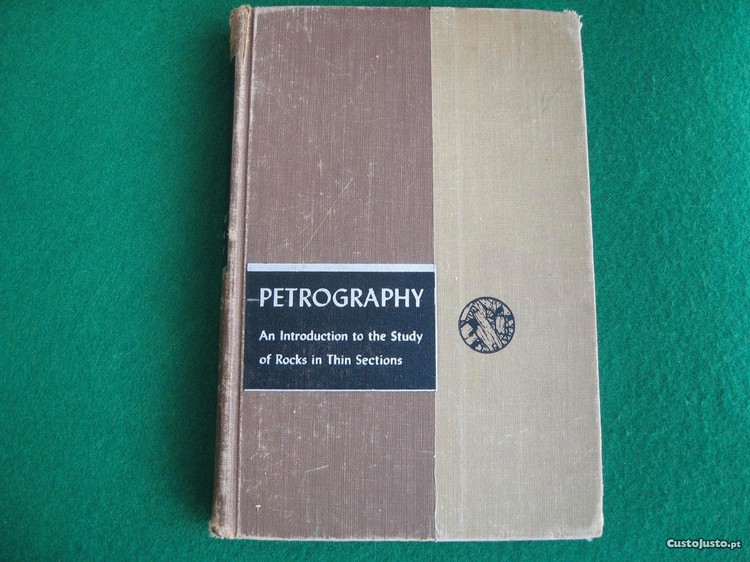 PETROGRAPHY
An Introduction to the Study
of Rocks in Thin Sections
CustoJusto.pt